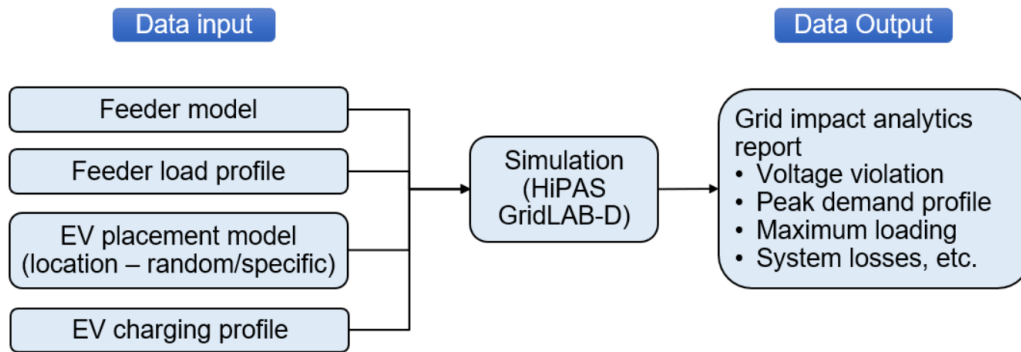 Data input
Data Output
Feeder model
Feeder load profile
EV placement model
(location – random/specific)
EV charging profile
Simulation
(HiPAS
GridLAB-D)
Grid impact analytics
report
• Voltage violation
• Peak demand profile
• Maximum loading
• System losses, etc.